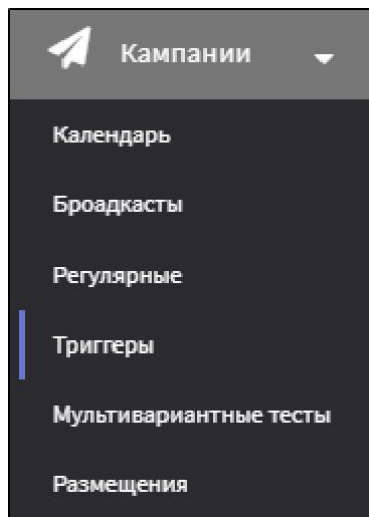 Кампании
Календарь
Броадкасты
Регулярные
Триггеры
Мультивариантные тесты
Размещения